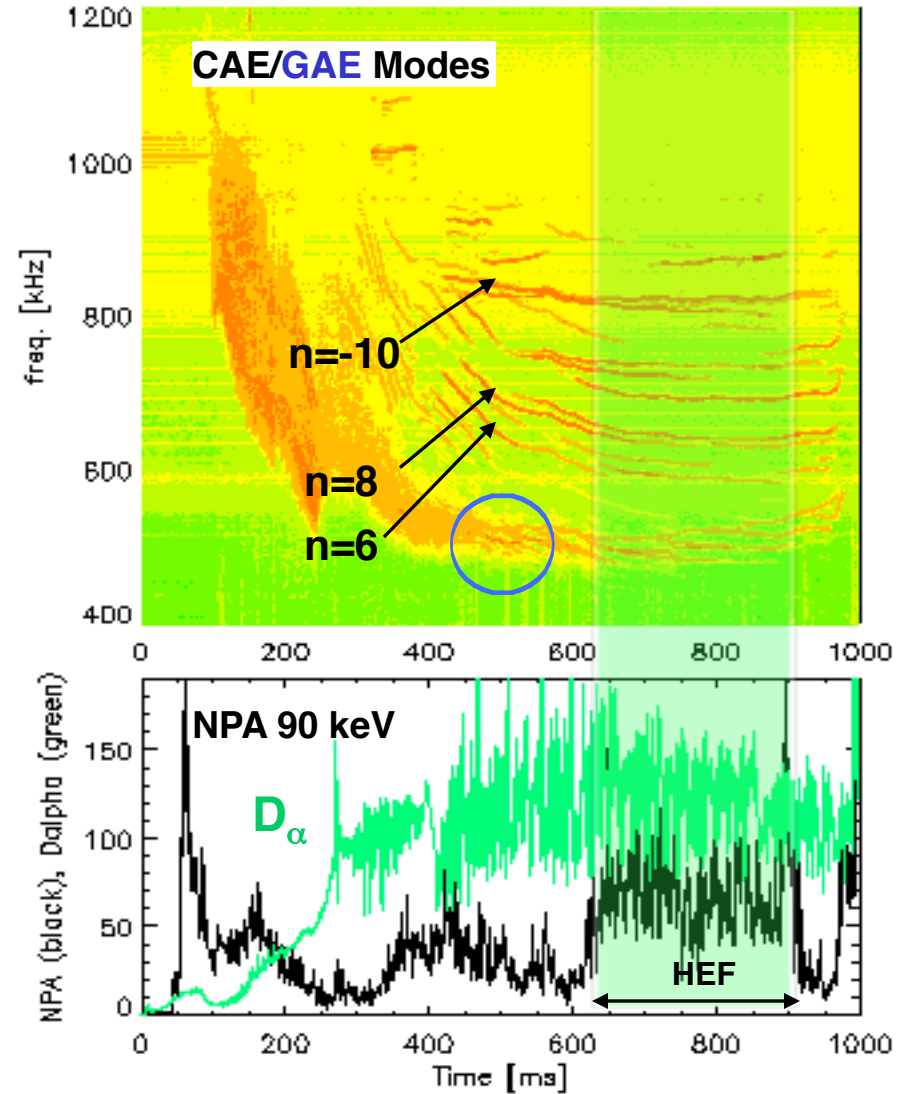 1200
CAE/GAE Modes
1000
freq. [kHz]
800
n=-10
600
n=8
n=6
400
0 200 400 600 800 1000
NPA (black), Dalpha (green)
NPA 90 keV
150
Dα
100
50
HEF
0
0 200 400 600 800 1000
Time [ms]